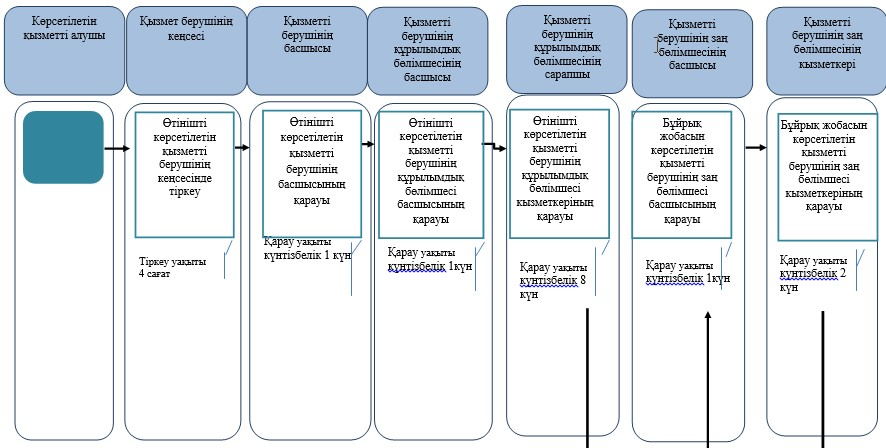 Көрсетілетін
қызметті алушы
Қызмет берушінің
кеңсесі
Қызметті
берушінің
басшысы
Қызметті
берушінің
құрылымдық
бөлімшесінің
басшысы
Қызметті
берушінің
құрылымдық
бөлімшесінің
сарапшы
Қызметті
берушінің заң
бөлімшесінің
басшысы
Қызметті
берушінің заң
бөлімшесінің
кызметкері
Өтінішті
көрсетілетін
қызметті
берушінің
кеңсесінде
тіркеу
Өтінішті
көрсетілетін
қызметті
берушінің
басшысының
қарауы
Өтінішті
көрсетілетін
қызметті
берушінің
құрылымдық
бөлімшесі
басшысының
қарауы
Өтінішті
көрсетілетін
қызметті
берушінің
құрылымдық
бөлімшесі
кызметкерінің
қарауы
Бұйрық
жобасын
көрсетілетін
қызметті
берушінің заң
бөлімшесі
басшысының
қарауы
Бұйрық жобасын
көрсетілетін
қызметті
берушінің заң
бөлімшесі
кызметкеріның
қарауы
Тіркеу уақыты
4 сағат
Қарау уақыты
күнтізбелік 1 күн
Қарау уақыты
күнтізбелік 1күн
Қарау уақыты
күнтізбелік 8
күн
Қарау уақыты
күнтізбелік 1күн
Қарау уақыты
күнтізбелік 2
күн